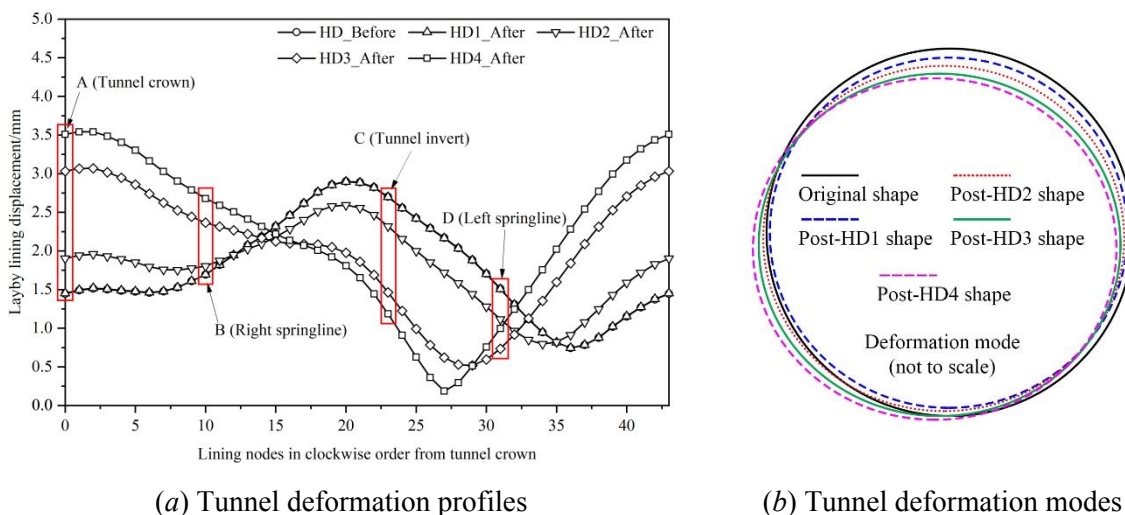 5.0
4.5
4.0
3.5
3.0
2.5
2.0
1.5
1.0
0.5
0.0
Layby lining displacement/mm
HD_Before HD1_After HD2_After
HD3_After HD4_After
A (Tunnel crown)
C (Tunnel invert)
D (Left springline)
B (Right springline)
0 5 10 15 20 25 30 35 40
Lining nodes in clockwise order from tunnel crown
(a) Tunnel deformation profiles
Original shape Post-HD2 shape
Post-HD1 shape Post-HD3 shape
Post-HD4 shape
Deformation mode
(not to scale)
(b) Tunnel deformation modes